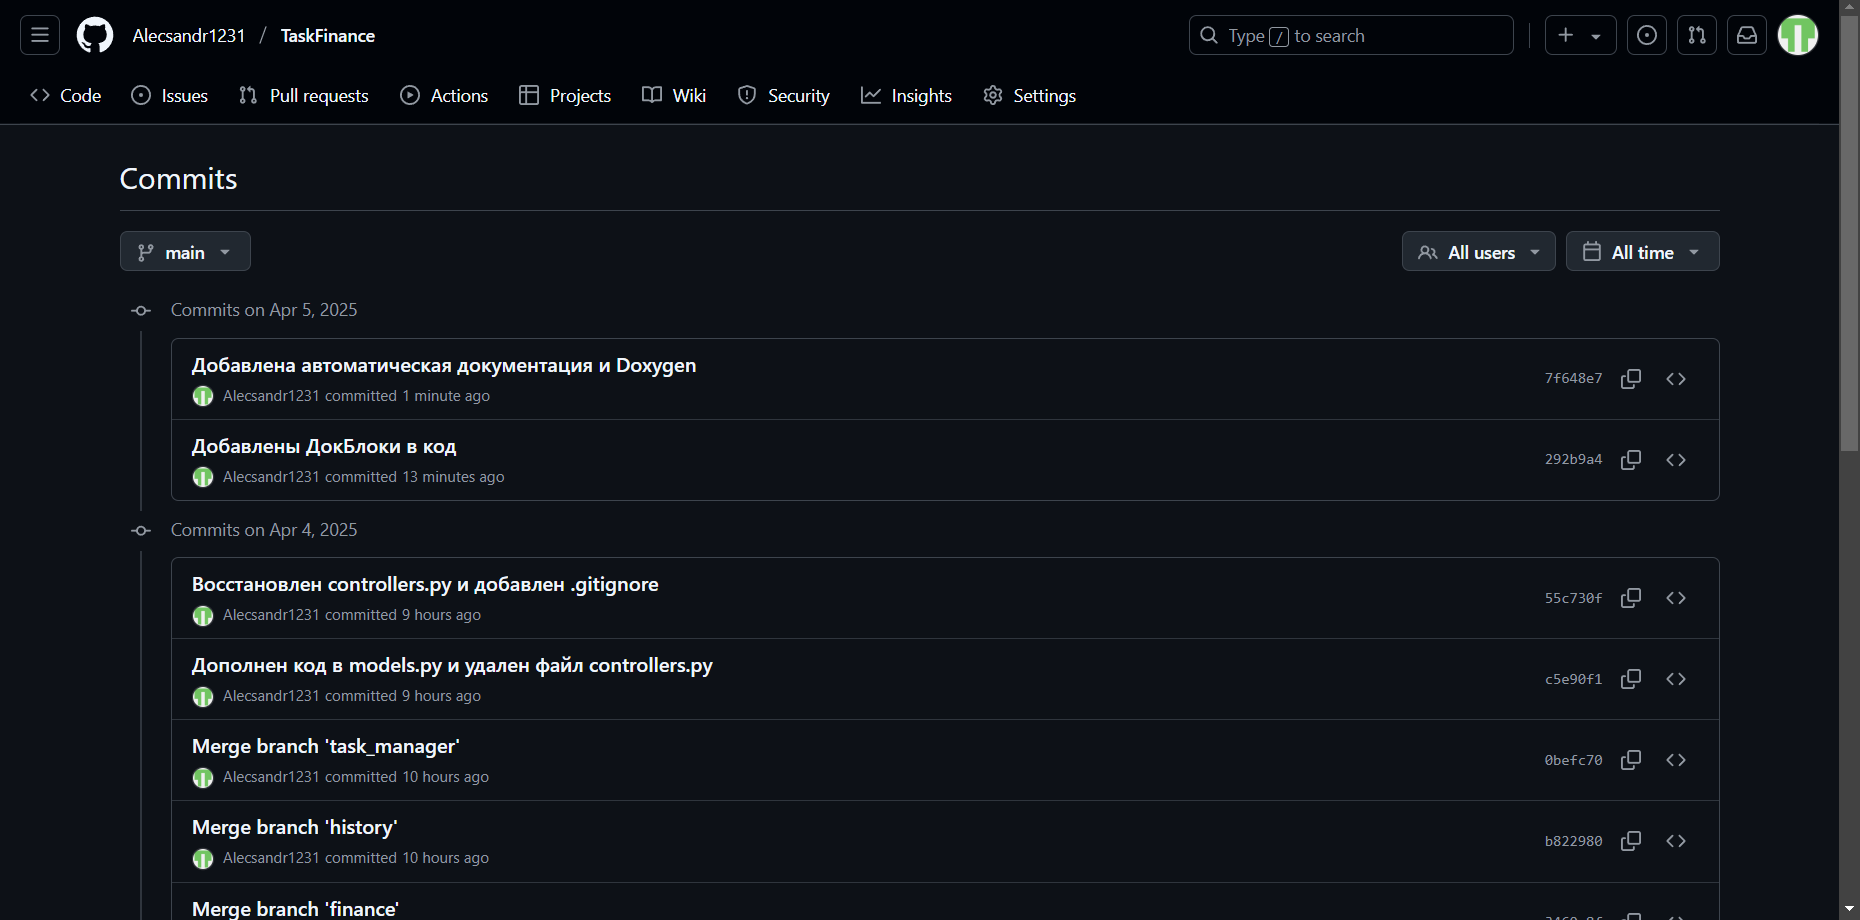 Alecsandr1231 / TaskFinance
Type / to search
Code Issues Pull requests Actions Projects Wiki Security Insights Settings
Commits
main
All users All time
Commits on Apr 5, 2025
Добавлена автоматическая документация и Doxygen
7f648e7
Alecsandr1231 committed 1 minute ago
Добавлены ДокБлоки в код
292b9a4
Alecsandr1231 committed 13 minutes ago
Commits on Apr 4, 2025
Восстановлен controllers.py и добавлен .gitignore
55c730f
Alecsandr1231 committed 9 hours ago
Дополнен код в models.py и удален файл controllers.py
c5e90f1
Alecsandr1231 committed 9 hours ago
Merge branch 'task_manager'
0befc70
Alecsandr1231 committed 10 hours ago
Merge branch 'history'
b822980
Alecsandr1231 committed 10 hours ago
Merge branch 'finance'